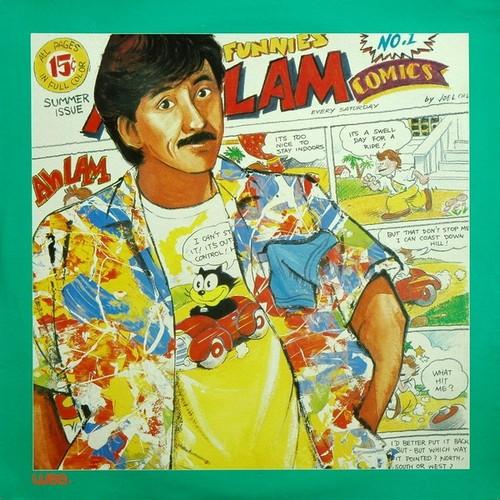 ALL PAGES
15¢
IN FULL COLOR
SUMMER
ISSUE
FUNNIES
LAM
NO.1
COMICS
EVERY SATURDAY
by JOEL
Ah LAM
IT'S TOO
NICE TO
STAY INDOORS
IT'S A SWELL
DAY FOR A
RIDE!
I CAN'T
IT! IT'S OUT
CONTROL!
BUT THAT DON'T STOP ME
I CAN COAST DOWN
HILL!
WHAT
HIT
ME?
I'D BETTER PUT IT BACK
BUT - BUT WHICH WAY
IT POINTED? NORTH,
SOUTH OR WEST?
wea